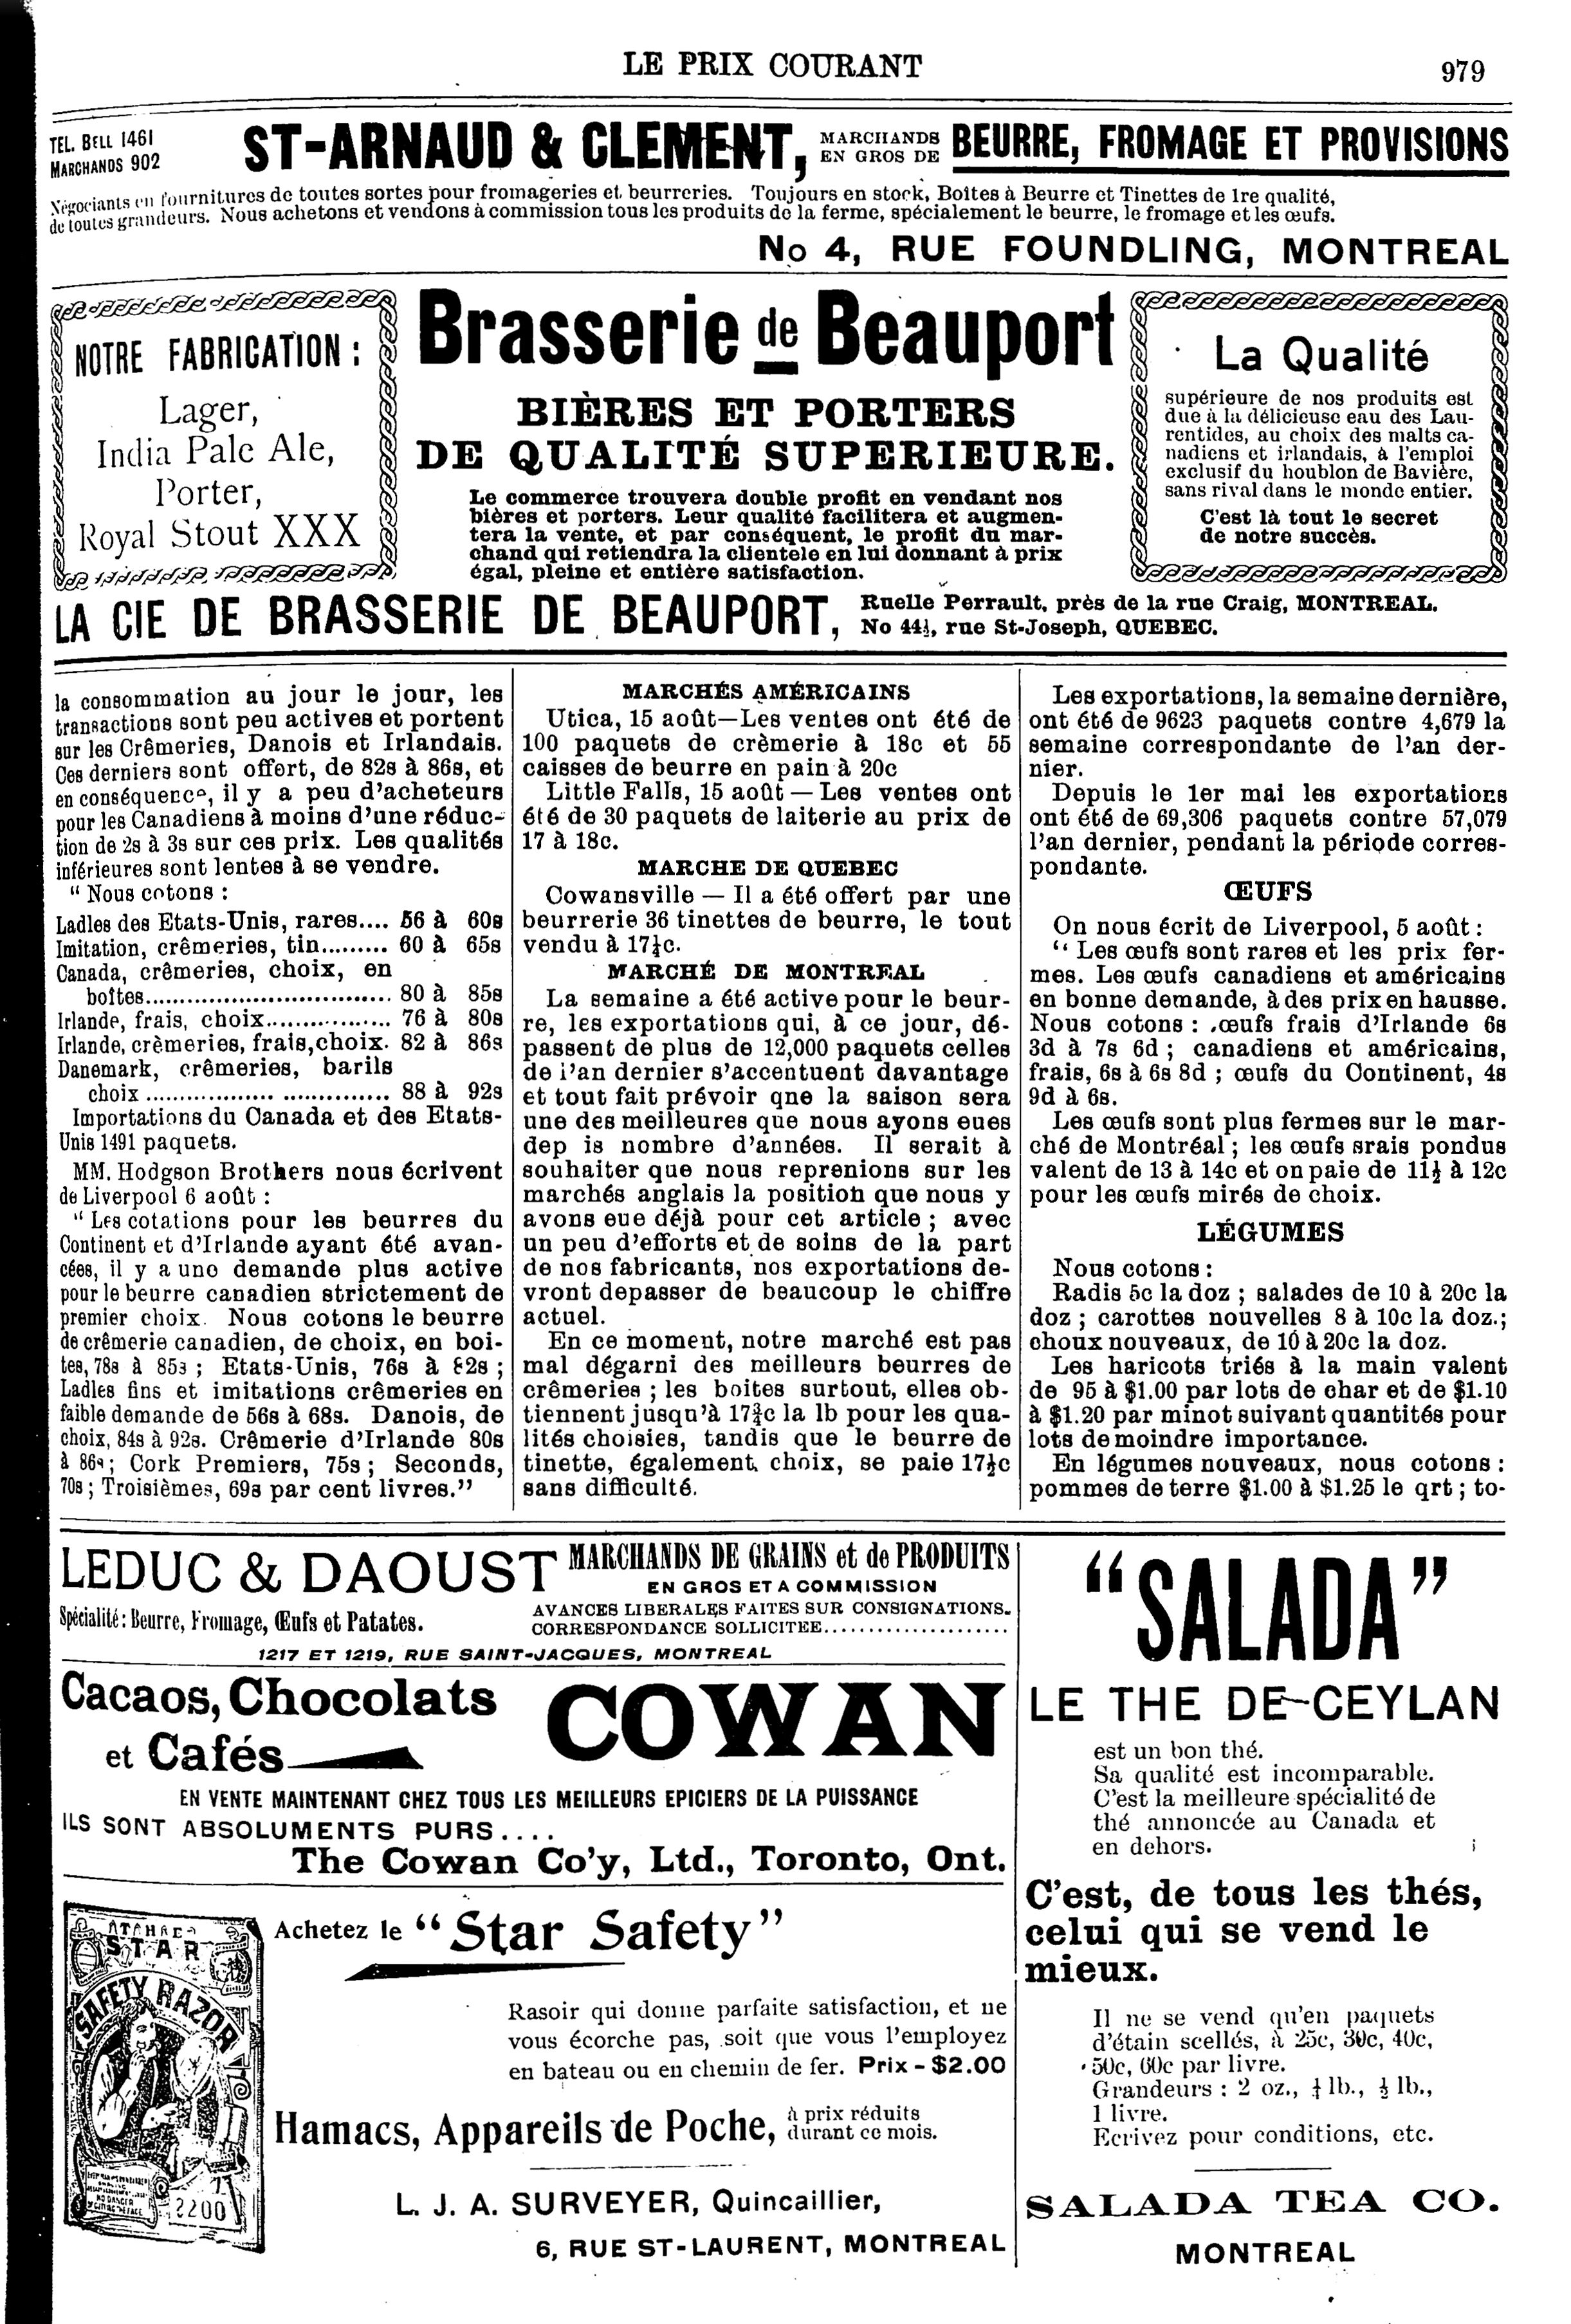 LE PRIX COURANT
979
TEL. BELL 1461
MARCHANDS 902
ST-ARNAUD & CLEMENT,
MARCHANDS
EN GROS DE
BEURRE, FROMAGE ET PROVISIONS
Négociants en fournitures de toutes sortes pour fromageries et beurreries. Toujours en stock, Boîtes à Beurre et Tinettes de 1re qualité,
de toutes grandeurs. Nous achetons et vendons à commission tous les produits de la ferme, spécialement le beurre, le fromage et les œufs.
No 4, RUE FOUNDLING, MONTREAL
NOTRE FABRICATION :
Lager,
India Pale Ale,
Porter,
Royal Stout XXX
Brasserie de Beauport
BIÈRES ET PORTERS
DE QUALITÉ SUPERIEURE.
Le commerce trouvera double profit en vendant nos
bières et porters. Leur qualité facilitera et augmen-
tera la vente, et par conséquent, le profit du mar-
chand qui retiendra la clientele en lui donnant à prix
égal, pleine et entière satisfaction.
La Qualité
supérieure de nos produits est
due à la délicieuse eau des Lau-
rentides, au choix des malts ca-
nadiens et irlandais, à l'emploi
exclusif du houblon de Bavière,
sans rival dans le monde entier.
C'est là tout le secret
de notre succès.
LA CIE DE BRASSERIE DE BEAUPORT,
Ruelle Perrault, près de la rue Craig, MONTREAL.
No 44½, rue St-Joseph, QUEBEC.
la consommation au jour le jour, les
transactions sont peu actives et portent
sur les Crêmeries, Danois et Irlandais.
Ces derniers sont offert, de 82s à 86s, et
en conséquence, il y a peu d'acheteurs
pour les Canadiens à moins d'une réduc-
tion de 2s à 3s sur ces prix. Les qualités
inférieures sont lentes à se vendre.
" Nous cotons :
Ladles des Etats-Unis, rares.... 56 à 60s
Imitation, crêmeries, tin......... 60 à 65s
Canada, crêmeries, choix, en
boîtes.................................. 80 à 85s
Irlande, frais, choix................. 76 à 80s
Irlande, crèmeries, frais, choix. 82 à 86s
Danemark, crêmeries, barils
choix .................................. 88 à 92s
Importations du Canada et des Etats-
Unis 1491 paquets.
MM. Hodgson Brothers nous écrivent
de Liverpool 6 août :
" Les cotations pour les beurres du
Continent et d'Irlande ayant été avan-
cées, il y a une demande plus active
pour le beurre canadien strictement de
premier choix. Nous cotons le beurre
de crêmerie canadien, de choix, en boi-
tes, 78s à 85s ; Etats-Unis, 76s à 82s ;
Ladles fins et imitations crêmeries en
faible demande de 56s à 68s. Danois, de
choix, 84s à 92s. Crêmerie d'Irlande 80s
à 86s ; Cork Premiers, 75s ; Seconds,
70s ; Troisièmes, 69s par cent livres."
MARCHÉS AMÉRICAINS
Utica, 15 août—Les ventes ont été de
100 paquets de crèmerie à 18c et 55
caisses de beurre en pain à 20c
Little Falls, 15 août — Les ventes ont
été de 30 paquets de laiterie au prix de
17 à 18c.
MARCHE DE QUEBEC
Cowansville — Il a été offert par une
beurrerie 36 tinettes de beurre, le tout
vendu à 17½c.
MARCHÉ DE MONTREAL
La semaine a été active pour le beur-
re, les exportations qui, à ce jour, dé-
passent de plus de 12,000 paquets celles
de l'an dernier s'accentuent davantage
et tout fait prévoir qne la saison sera
une des meilleures que nous ayons eues
dep is nombre d'années. Il serait à
souhaiter que nous reprenions sur les
marchés anglais la position que nous y
avons eue déjà pour cet article ; avec
un peu d'efforts et de soins de la part
de nos fabricants, nos exportations de-
vront depasser de beaucoup le chiffre
actuel.
En ce moment, notre marché est pas
mal dégarni des meilleurs beurres de
crêmeries ; les boites surtout, elles ob-
tiennent jusqu'à 17¾c la lb pour les qua-
lités choisies, tandis que le beurre de
tinette, également choix, se paie 17½c
sans difficulté.
Les exportations, la semaine dernière,
ont été de 9623 paquets contre 4,679 la
semaine correspondante de l'an der-
nier.
Depuis le 1er mai les exportations
ont été de 69,306 paquets contre 57,079
l'an dernier, pendant la période corres-
pondante.
ŒUFS
On nous écrit de Liverpool, 5 août :
" Les œufs sont rares et les prix fer-
mes. Les œufs canadiens et américains
en bonne demande, à des prix en hausse.
Nous cotons : œufs frais d'Irlande 6s
3d à 7s 6d ; canadiens et américains,
frais, 6s à 6s 8d ; œufs du Continent, 4s
9d à 6s.
Les œufs sont plus fermes sur le mar-
ché de Montréal ; les œufs srais pondus
valent de 13 à 14c et on paie de 11½ à 12c
pour les œufs mirés de choix.
LÉGUMES
Nous cotons :
Radis 5c la doz ; salades de 10 à 20c la
doz ; carottes nouvelles 8 à 10c la doz.;
choux nouveaux, de 10 à 20c la doz.
Les haricots triés à la main valent
de 95 à $1.00 par lots de char et de $1.10
à $1.20 par minot suivant quantités pour
lots de moindre importance.
En légumes nouveaux, nous cotons :
pommes de terre $1.00 à $1.25 le qrt ; to-
LEDUC & DAOUST
MARCHANDS DE GRAINS et de PRODUITS
EN GROS ET A COMMISSION
Spécialité : Beurre, Fromage, Œufs et Patates.
AVANCES LIBERALES FAITES SUR CONSIGNATIONS.
CORRESPONDANCE SOLLICITEE.....................
1217 ET 1219, RUE SAINT-JACQUES, MONTREAL
Cacaos, Chocolats
et Cafés
COWAN
EN VENTE MAINTENANT CHEZ TOUS LES MEILLEURS EPICIERS DE LA PUISSANCE
ILS SONT ABSOLUMENTS PURS....
The Cowan Co'y, Ltd., Toronto, Ont.
STAR
SAFETY RAZOR
2200
Achetez le "Star Safety"
Rasoir qui donne parfaite satisfaction, et ne
vous écorche pas, soit que vous l'employez
en bateau ou en chemin de fer. Prix - $2.00
Hamacs, Appareils de Poche,
à prix réduits
durant ce mois.
L. J. A. SURVEYER, Quincaillier,
6, RUE ST-LAURENT, MONTREAL
"SALADA"
LE THE DE CEYLAN
est un bon thé.
Sa qualité est incomparable.
C'est la meilleure spécialité de
thé annoncée au Canada et
en dehors.
C'est, de tous les thés,
celui qui se vend le
mieux.
Il ne se vend qu'en paquets
d'étain scellés, à 25c, 30c, 40c,
50c, 60c par livre.
Grandeurs : 2 oz., ¼ lb., ½ lb.,
1 livre.
Ecrivez pour conditions, etc.
SALADA TEA CO.
MONTREAL